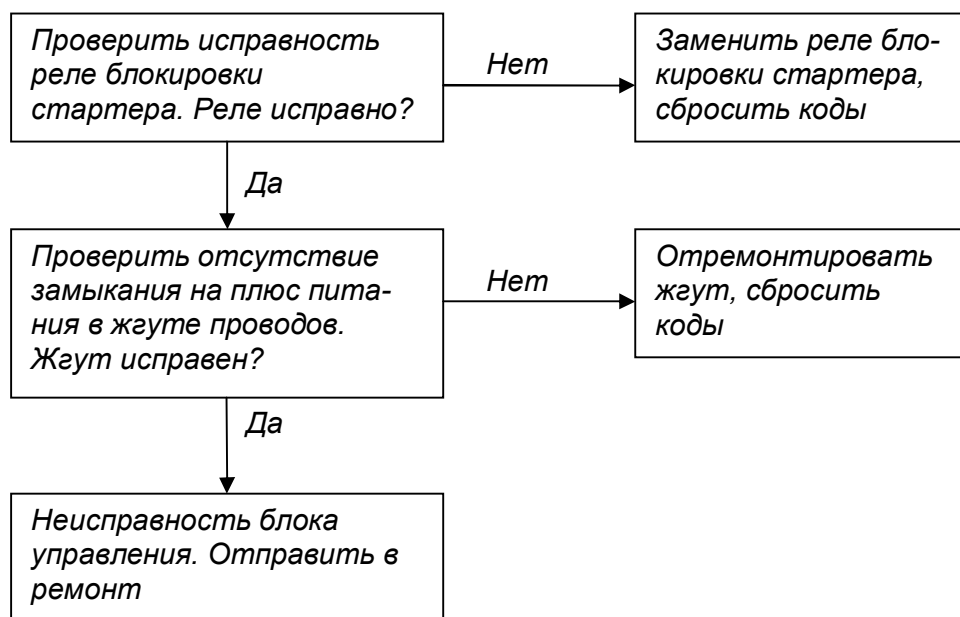 Проверить исправность
реле блокировки
стартера. Реле исправно?
Нет
Заменить реле бло-
кировки стартера,
сбросить коды
Да
Проверить отсутствие
замыкания на плюс пита-
ния в жгуте проводов.
Жгут исправен?
Нет
Отремонтировать
жгут, сбросить
коды
Да
Неисправность блока
управления. Отправить в
ремонт